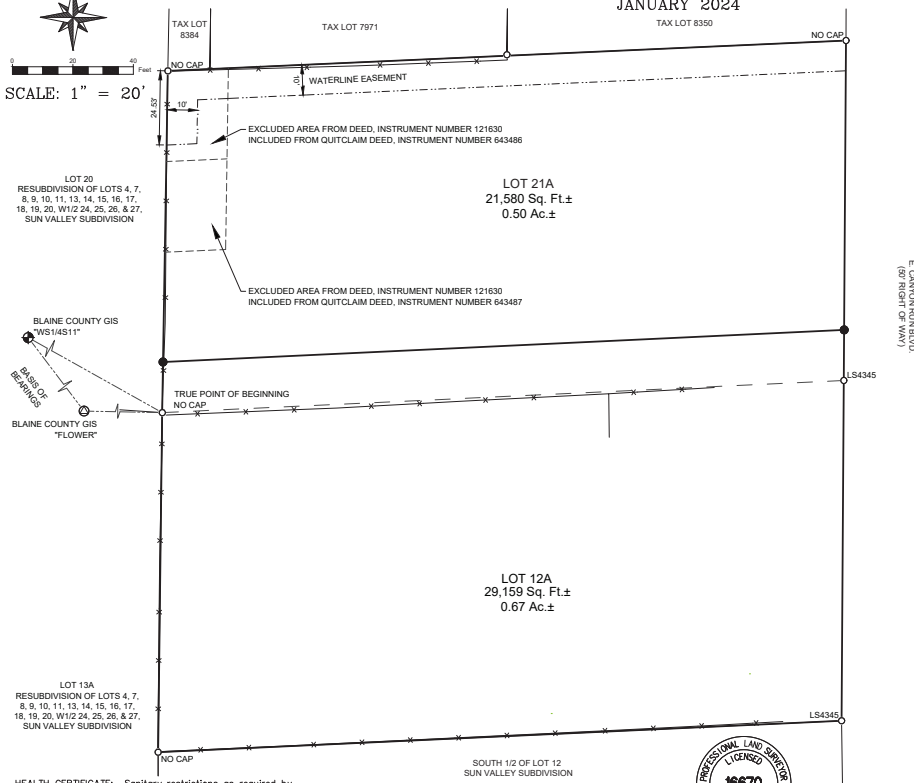 JANUARY 2024
TAX LOT
8384
TAX LOT 7971
TAX LOT 8350
NO CAP
NO CAP
0 20 40 Feet
SCALE: 1" = 20'
24.53'
10'
10'
WATERLINE EASEMENT
EXCLUDED AREA FROM DEED, INSTRUMENT NUMBER 121630
INCLUDED FROM QUITCLAIM DEED, INSTRUMENT NUMBER 643486
LOT 20
RESUBDIVISION OF LOTS 4, 7,
8, 9, 10, 11, 13, 14, 15, 16, 17,
18, 19, 20, W1/2 24, 25, 26, & 27,
SUN VALLEY SUBDIVISION
LOT 21A
21,580 Sq. Ft.±
0.50 Ac.±
EXCLUDED AREA FROM DEED, INSTRUMENT NUMBER 121630
INCLUDED FROM QUITCLAIM DEED, INSTRUMENT NUMBER 643487
E. CANYON RUN BLVD.
(50' RIGHT OF WAY)
BLAINE COUNTY GIS
"WS1/4S11"
BASIS OF
BEARINGS
BLAINE COUNTY GIS
"FLOWER"
TRUE POINT OF BEGINNING
NO CAP
LS4345
LOT 12A
29,159 Sq. Ft.±
0.67 Ac.±
LOT 13A
RESUBDIVISION OF LOTS 4, 7,
8, 9, 10, 11, 13, 14, 15, 16, 17,
18, 19, 20, W1/2 24, 25, 26, & 27,
SUN VALLEY SUBDIVISION
LS4345
NO CAP
SOUTH 1/2 OF LOT 12
SUN VALLEY SUBDIVISION
PROFESSIONAL LAND SURVEYOR
LICENSED
16670
HEALTH CERTIFICATE: Sanitary restrictions as required by